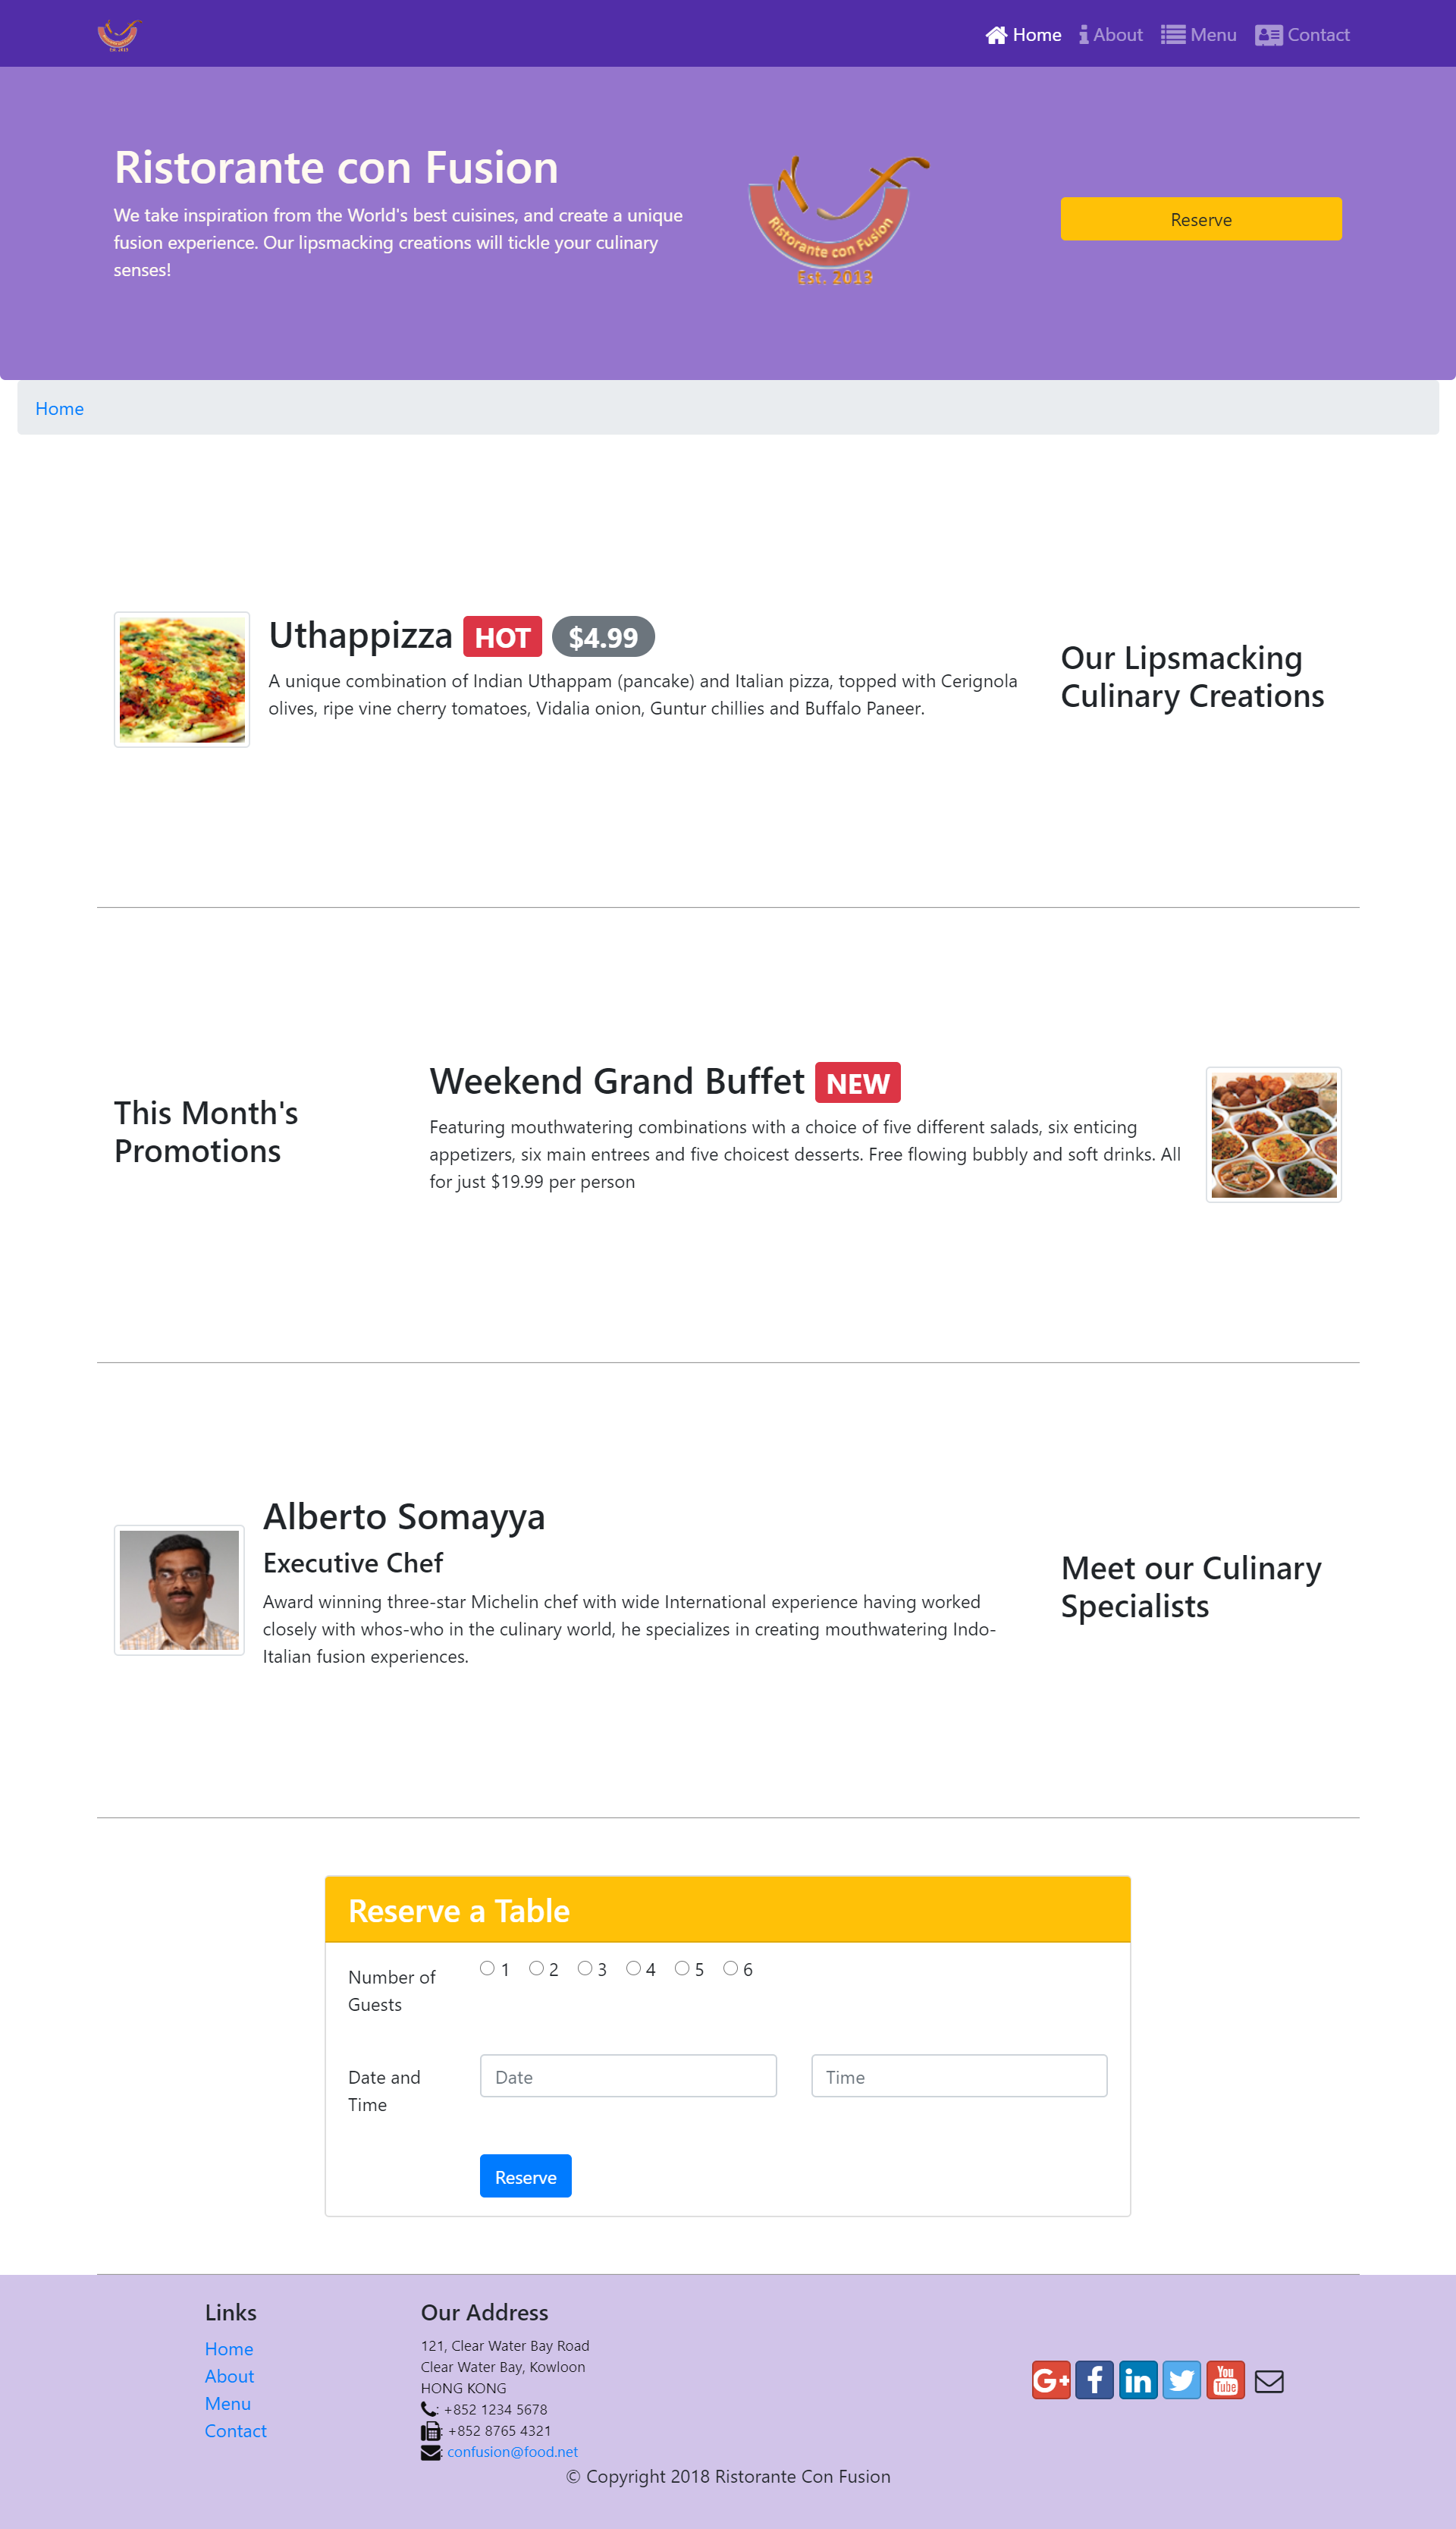 Home About Menu Contact
Ristorante con Fusion
We take inspiration from the World's best cuisines, and create a unique
fusion experience. Our lipsmacking creations will tickle your culinary
senses!
Ristorante con Fusion
Est. 2013
Reserve
Home
Uthappizza HOT $4.99
A unique combination of Indian Uthappam (pancake) and Italian pizza, topped with Cerignola
olives, ripe vine cherry tomatoes, Vidalia onion, Guntur chillies and Buffalo Paneer.
Our Lipsmacking
Culinary Creations
This Month's
Promotions
Weekend Grand Buffet NEW
Featuring mouthwatering combinations with a choice of five different salads, six enticing
appetizers, six main entrees and five choicest desserts. Free flowing bubbly and soft drinks. All
for just $19.99 per person
Alberto Somayya
Executive Chef
Award winning three-star Michelin chef with wide International experience having worked
closely with whos-who in the culinary world, he specializes in creating mouthwatering Indo-
Italian fusion experiences.
Meet our Culinary
Specialists
Reserve a Table
Number of
Guests
1 2 3 4 5 6
Date and
Time
Date
Time
Reserve
Links
Home
About
Menu
Contact
Our Address
121, Clear Water Bay Road
Clear Water Bay, Kowloon
HONG KONG
: +852 1234 5678
: +852 8765 4321
: confusion@food.net
G+ f in You Tube
© Copyright 2018 Ristorante Con Fusion